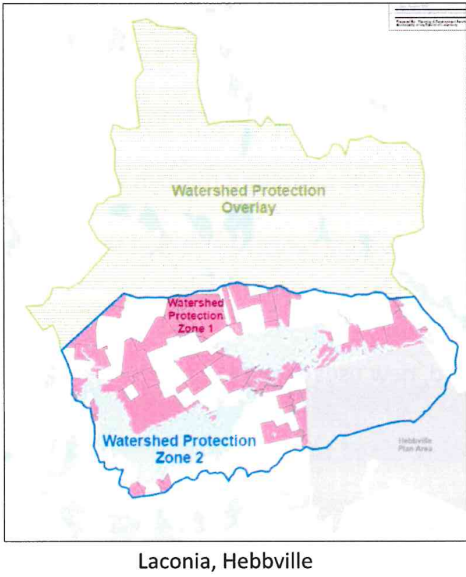 Watershed Protection
Overlay
Watershed
Protection
Zone 1
Watershed Protection
Zone 2
Hebbville
Plan Area
Laconia, Hebbville